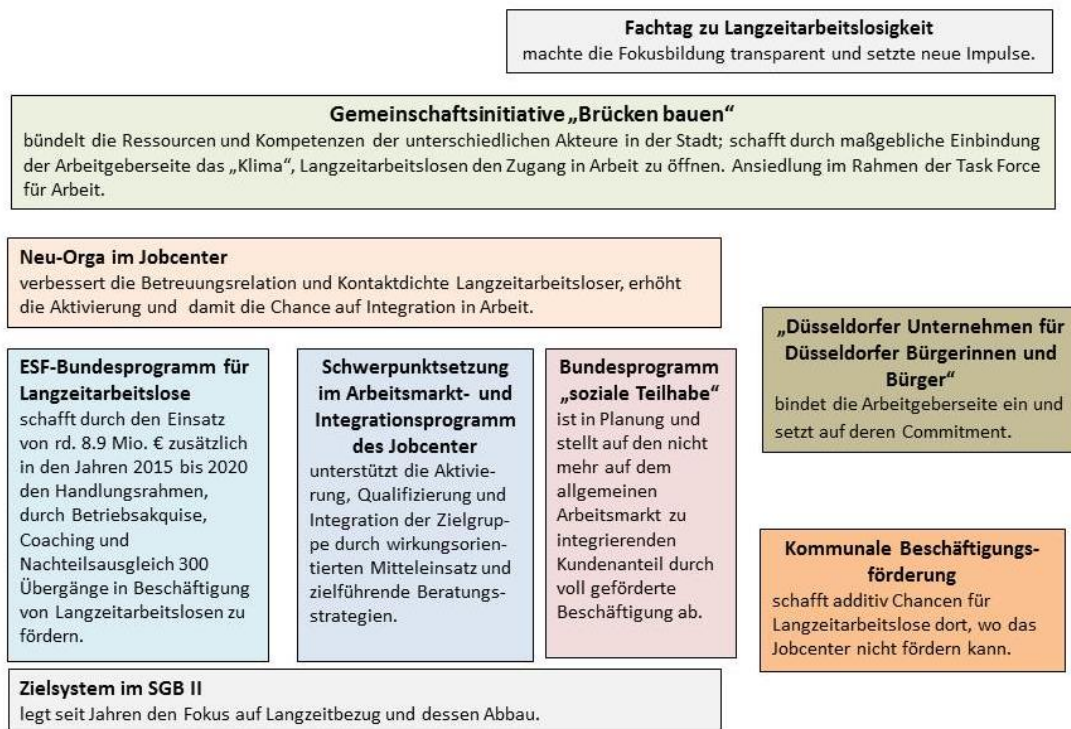 Fachtag zu Langzeitarbeitslosigkeit
machte die Fokusbildung transparent und setzte neue Impulse.
Gemeinschaftsinitiative „Brücken bauen“
bündelt die Ressourcen und Kompetenzen der unterschiedlichen Akteure in der Stadt; schafft durch maßgebliche Einbindung
der Arbeitgeberseite das „Klima“, Langzeitarbeitslosen den Zugang in Arbeit zu öffnen. Ansiedlung im Rahmen der Task Force
für Arbeit.
Neu-Orga im Jobcenter
verbessert die Betreuungsrelation und Kontaktdichte Langzeitarbeitsloser, erhöht
die Aktivierung und damit die Chance auf Integration in Arbeit.
ESF-Bundesprogramm für
Langzeitarbeitslose
schafft durch den Einsatz
von rd. 8.9 Mio. € zusätzlich
in den Jahren 2015 bis 2020
den Handlungsrahmen,
durch Betriebsakquise,
Coaching und
Nachteilsausgleich 300
Übergänge in Beschäftigung
von Langzeitarbeitslosen zu
fördern.
Schwerpunktsetzung
im Arbeitsmarkt- und
Integrationsprogramm
des Jobcenter
unterstützt die Aktivie-
rung, Qualifizierung und
Integration der Zielgrup-
pe durch wirkungsorien-
tierten Mitteleinsatz und
zielführende Beratungs-
strategien.
Bundesprogramm
„soziale Teilhabe“
ist in Planung und
stellt auf den nicht
mehr auf dem
allgemeinen
Arbeitsmarkt zu
integrierenden
Kundenanteil durch
voll geförderte
Beschäftigung ab.
„Düsseldorfer Unternehmen für
Düsseldorfer Bürgerinnen und
Bürger“
bindet die Arbeitgeberseite ein und
setzt auf deren Commitment.
Kommunale Beschäftigungs-
förderung
schafft additiv Chancen für
Langzeitarbeitslose dort, wo das
Jobcenter nicht fördern kann.
Zielsystem im SGB II
legt seit Jahren den Fokus auf Langzeitbezug und dessen Abbau.